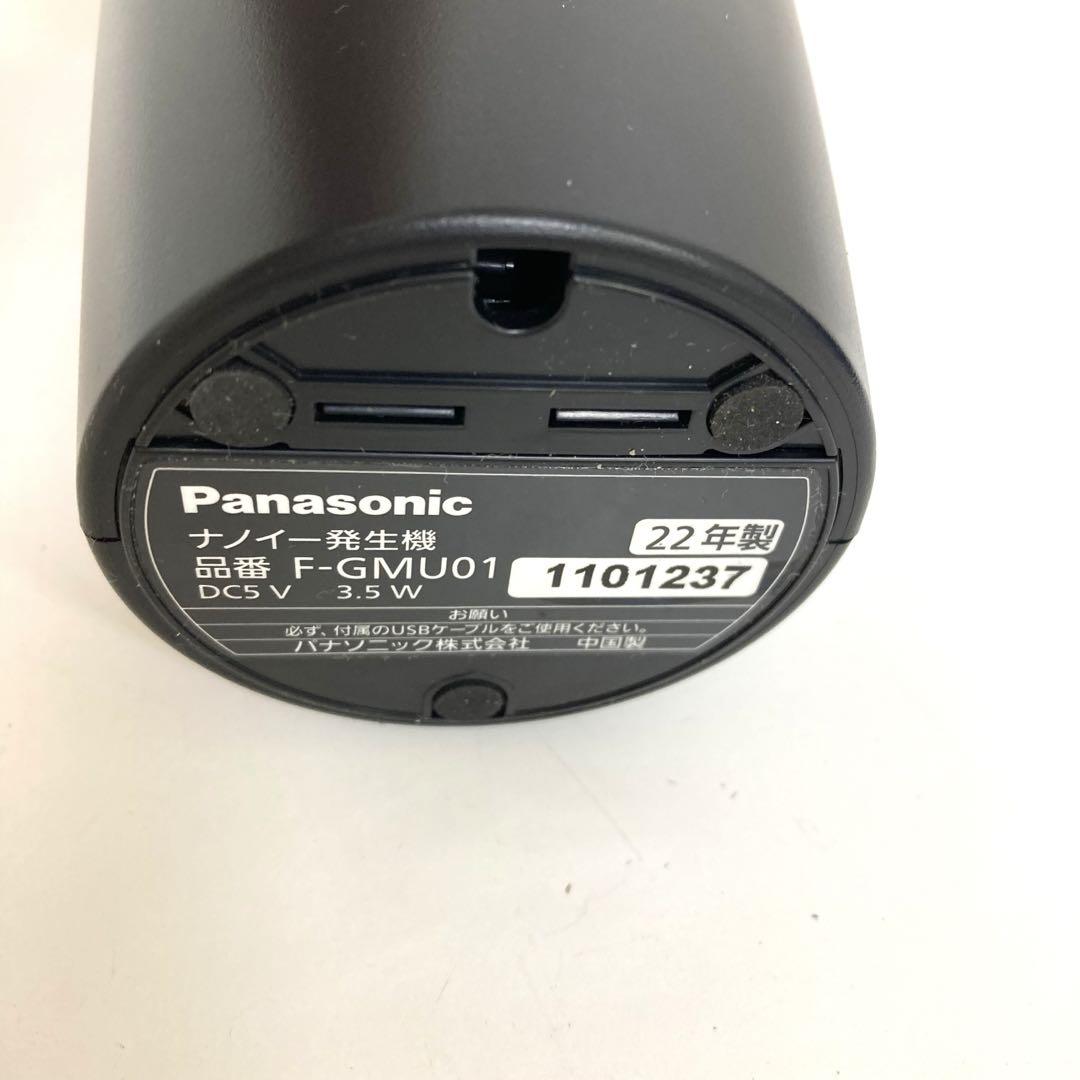 Panasonic
ナノイー発生機 22年製
品番 F-GMU01 1101237
DC5 V 3.5 W
お願い
必ず、付属のUSBケーブルをご使用ください。
パナソニック株式会社 中国製